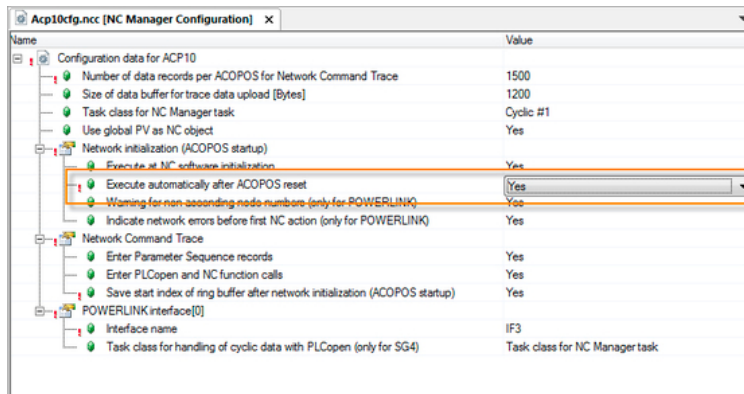 Acp10cfg.ncc [NC Manager Configuration]
Name Value
Configuration data for ACP10
Number of data records per ACOPOS for Network Command Trace 1500
Size of data buffer for trace data upload [Bytes] 1200
Task class for NC Manager task Cyclic #1
Use global PV as NC object Yes
Network initialization (ACOPOS startup)
Execute at NC software initialization Yes
Execute automatically after ACOPOS reset Yes
Warning for non ascending node numbers (only for POWERLINK) Yes
Indicate network errors before first NC action (only for POWERLINK) Yes
Network Command Trace
Enter Parameter Sequence records Yes
Enter PLCopen and NC function calls Yes
Save start index of ring buffer after network initialization (ACOPOS startup) Yes
POWERLINK interface[0]
Interface name IF3
Task class for handling of cyclic data with PLCopen (only for SG4) Task class for NC Manager task